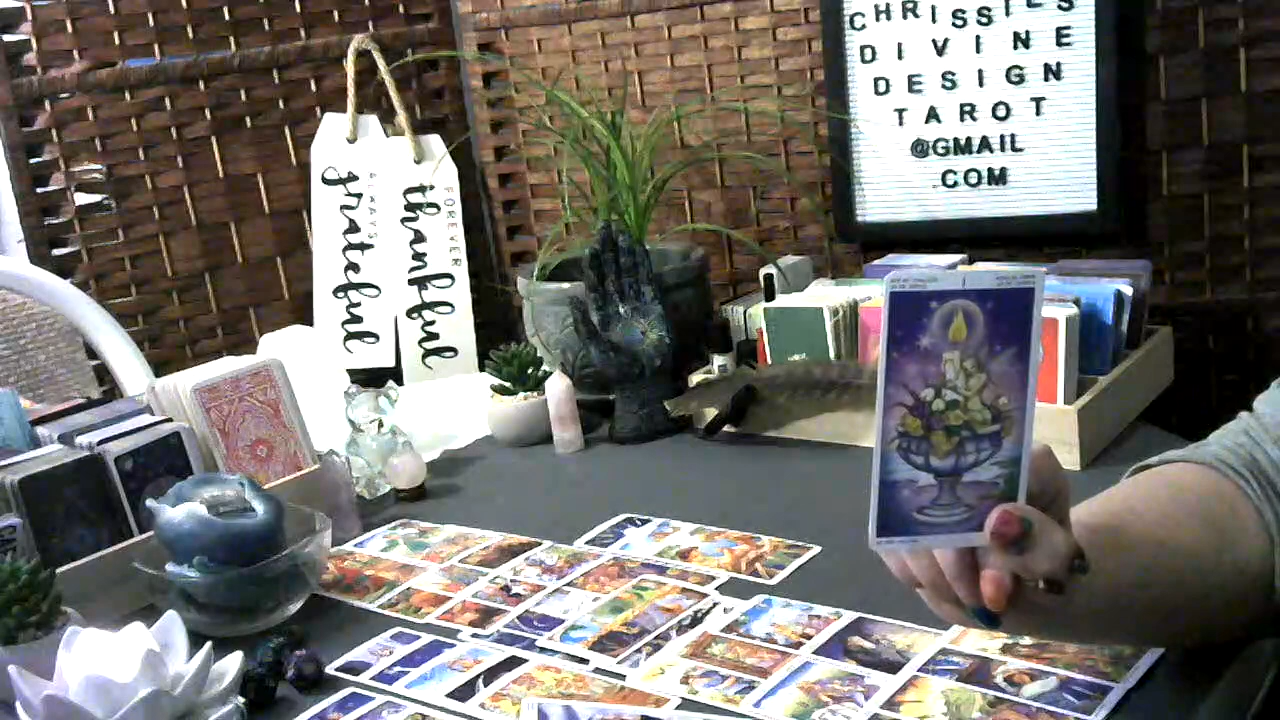 CHRISSIES
DIVINE
DESIGN
TAROT
@GMAIL
.COM
ALWAYS
grateful
FOREVER
thankful